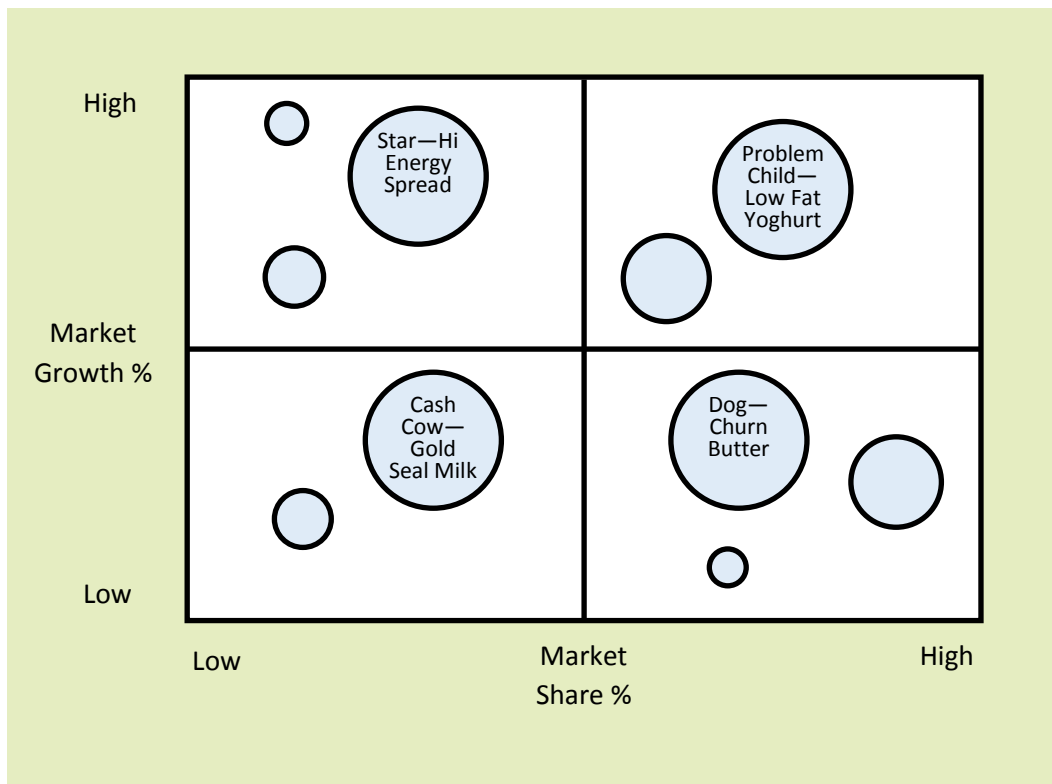 High
Star—Hi
Energy
Spread
Problem
Child—
Low Fat
Yoghurt
Market
Growth %
Cash
Cow—
Gold
Seal Milk
Dog—
Churn
Butter
Low
Low
Market
Share %
High